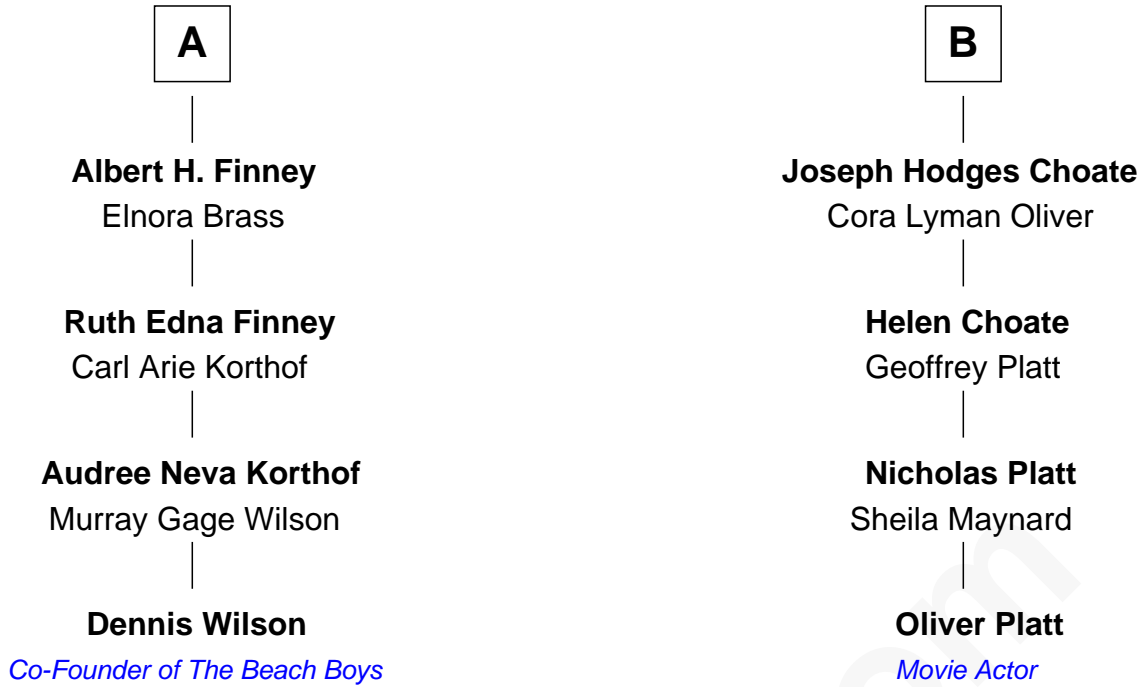 A
B
Albert H. Finney
Elnora Brass
Joseph Hodges Choate
Cora Lyman Oliver
Ruth Edna Finney
Carl Arie Korthof
Helen Choate
Geoffrey Platt
Audree Neva Korthof
Murray Gage Wilson
Nicholas Platt
Sheila Maynard
Dennis Wilson
Co-Founder of The Beach Boys
Oliver Platt
Movie Actor